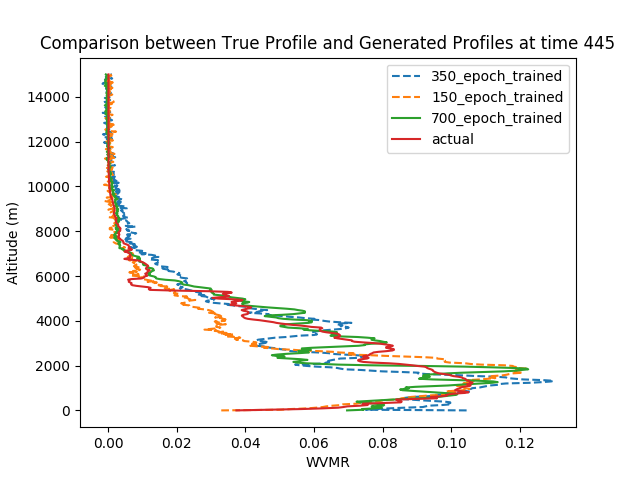 Comparison between True Profile and Generated Profiles at time 445
350_epoch_trained
150_epoch_trained
700_epoch_trained
actual
Altitude (m)
14000
12000
10000
8000
6000
4000
2000
0
0.00 0.02 0.04 0.06 0.08 0.10 0.12
WVMR